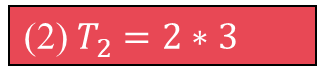 (2) T₂ = 2 * 3